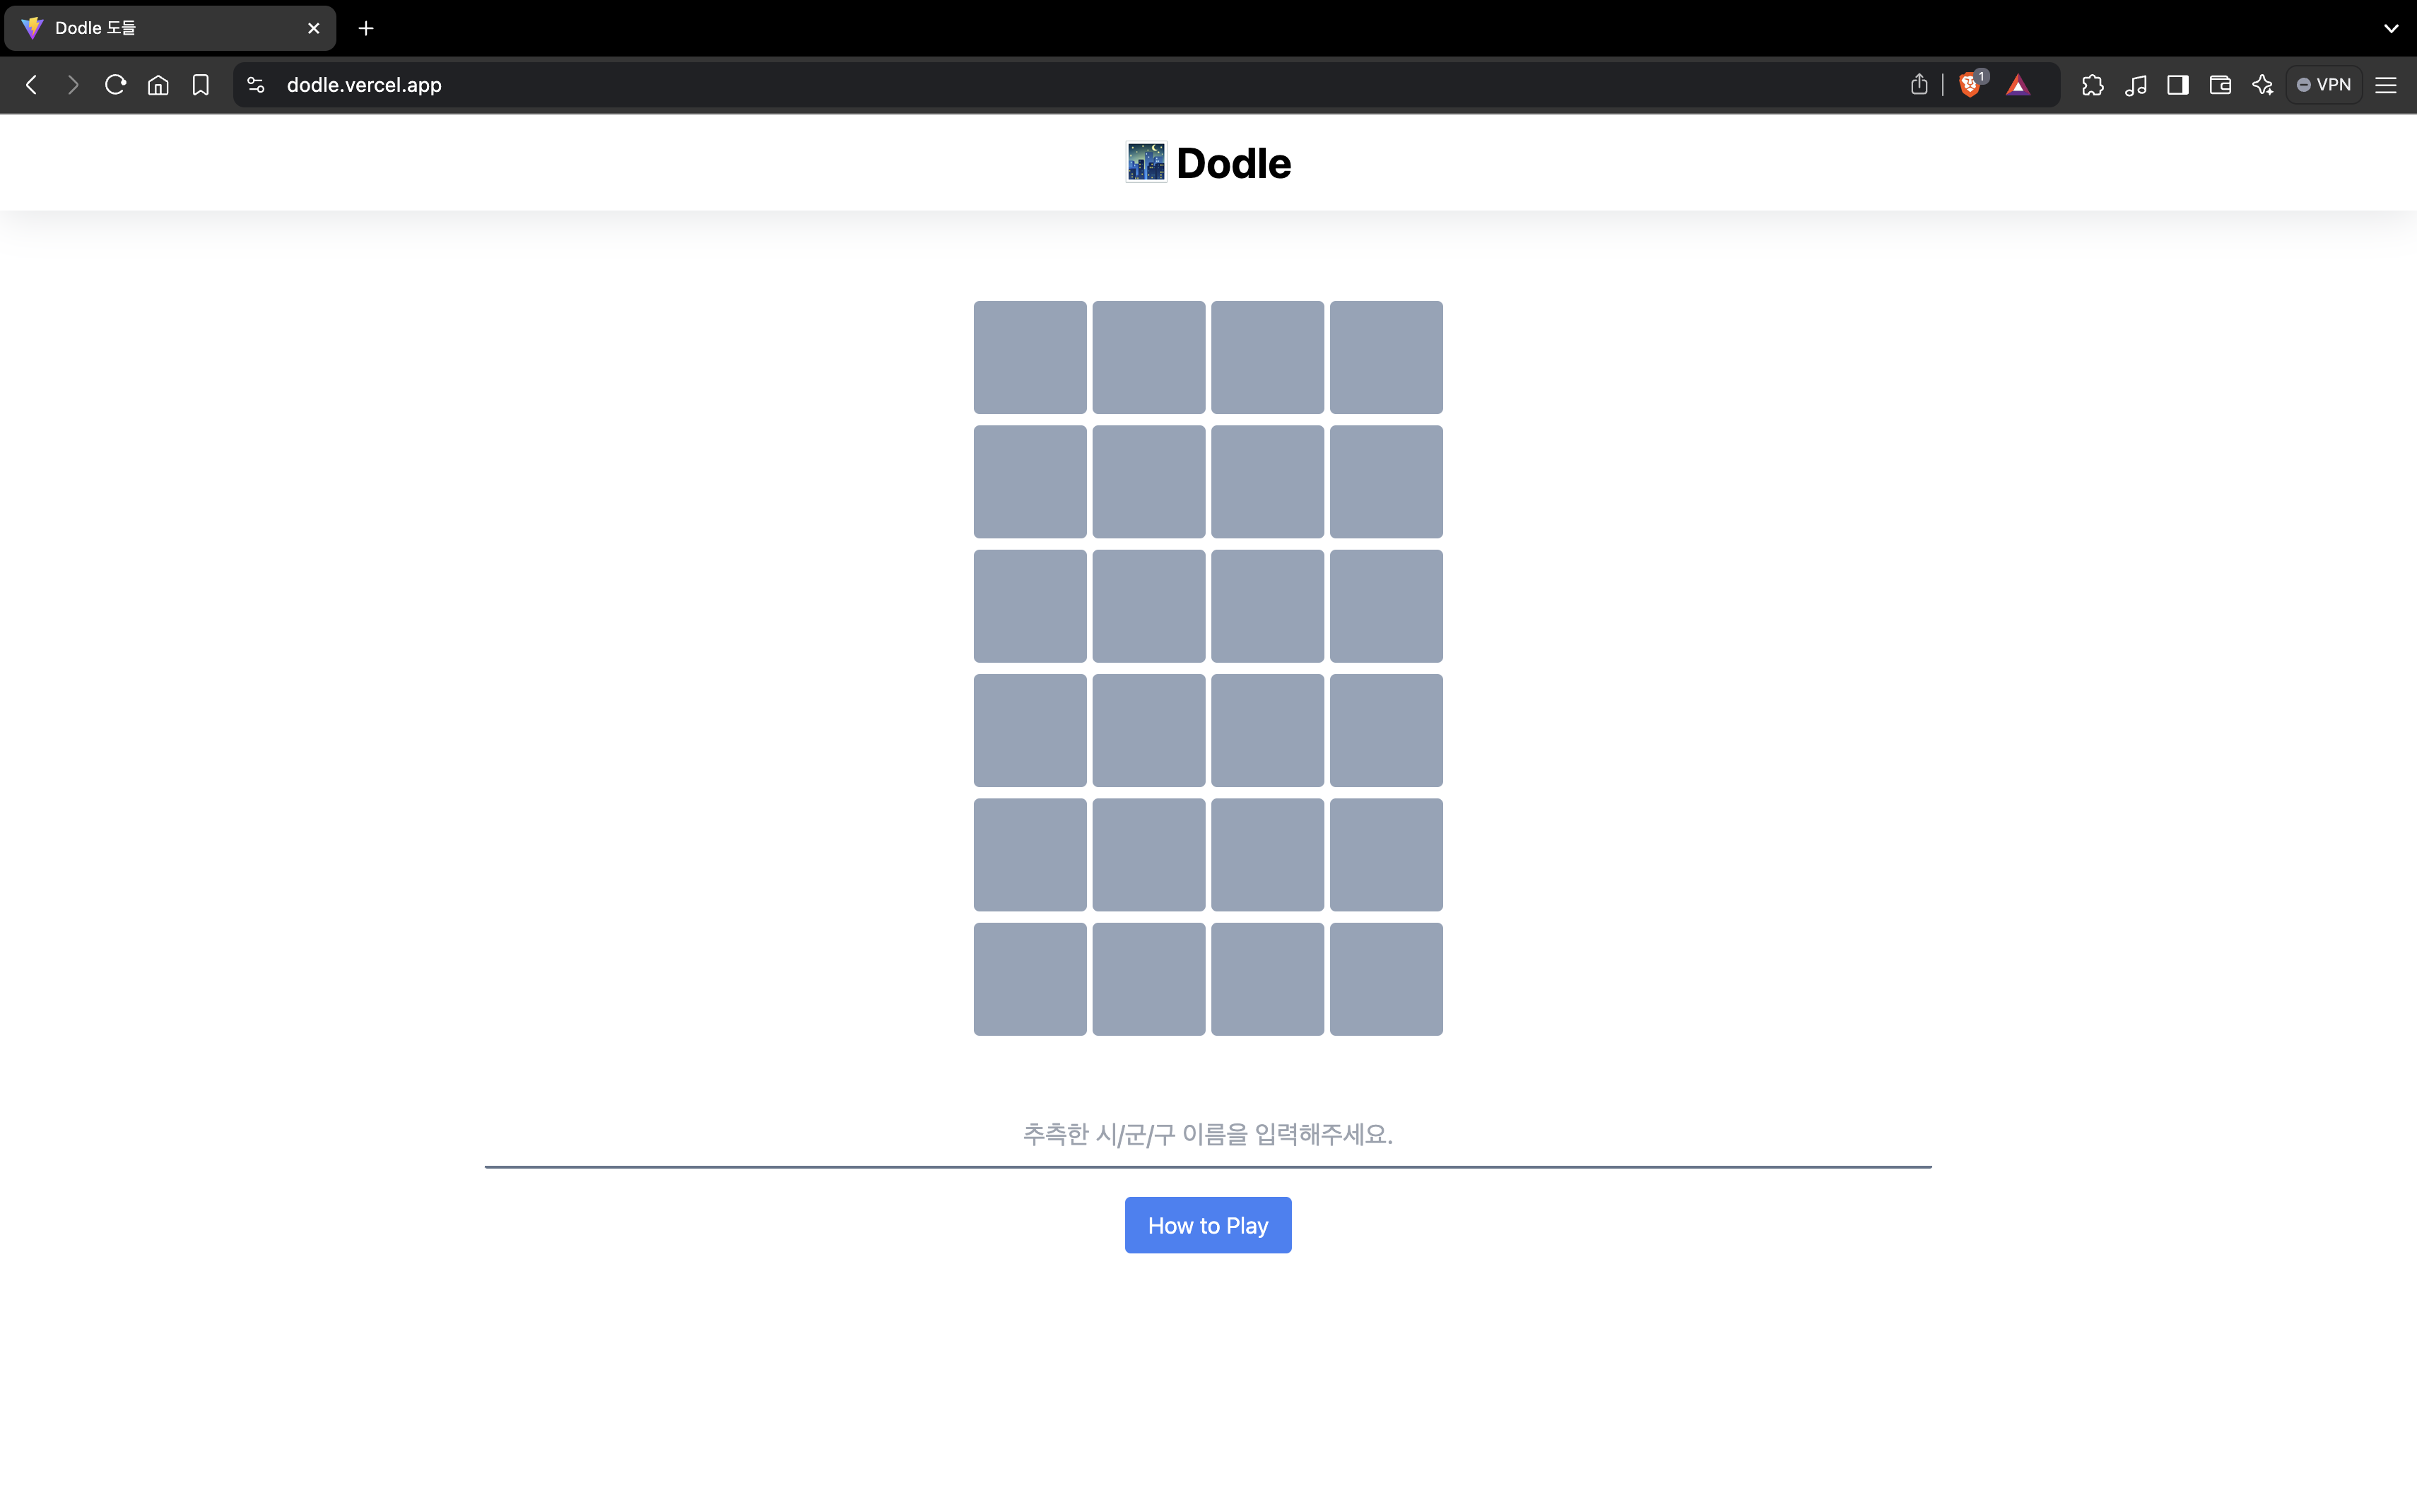 Dodle 도들
dodle.vercel.app
1
VPN
Dodle
추측한 시/군/구 이름을 입력해주세요.
How to Play